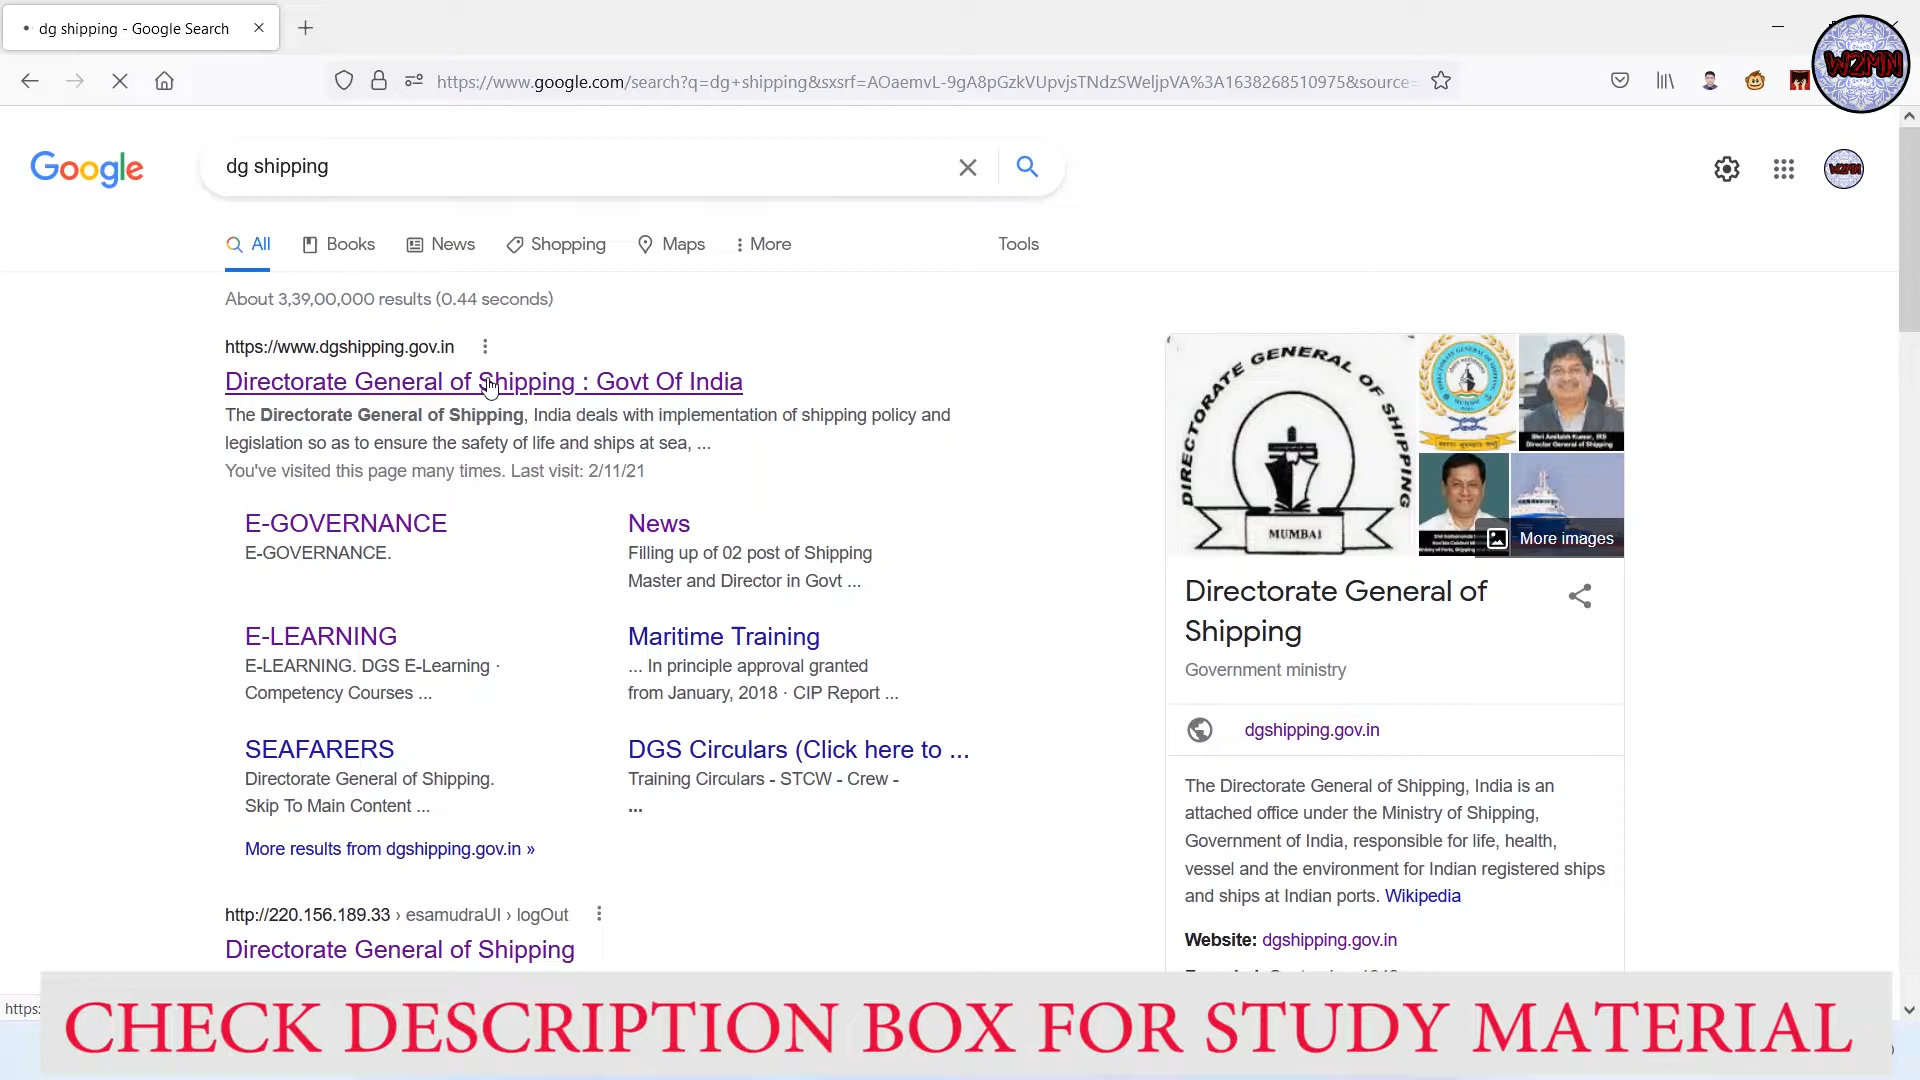 dg shipping - Google Search
https://www.google.com/search?q=dg+shipping&sxsrf=AOaemvL-9gA8pGzkVUpvjsTNdzSWeljpVA%3A1638268510975&source=
W2MN
Google
dg shipping
W2MN
All
Books
News
Shopping
Maps
More
Tools
About 3,39,00,000 results (0.44 seconds)
https://www.dgshipping.gov.in
Directorate General of Shipping : Govt Of India
The Directorate General of Shipping, India deals with implementation of shipping policy and
legislation so as to ensure the safety of life and ships at sea, ...
You've visited this page many times. Last visit: 2/11/21
E-GOVERNANCE
E-GOVERNANCE.
News
Filling up of 02 post of Shipping
Master and Director in Govt ...
E-LEARNING
E-LEARNING. DGS E-Learning ·
Competency Courses ...
Maritime Training
... In principle approval granted
from January, 2018 · CIP Report ...
SEAFARERS
Directorate General of Shipping.
Skip To Main Content ...
DGS Circulars (Click here to ...
Training Circulars - STCW - Crew -
...
More results from dgshipping.gov.in »
http://220.156.189.33 › esamudraUI › logOut
Directorate General of Shipping
DIRECTORATE GENERAL OF SHIPPING
MUMBAI
Shri Amitabh Kumar, IRS
Director General of Shipping
More images
Directorate General of
Shipping
Government ministry
dgshipping.gov.in
The Directorate General of Shipping, India is an
attached office under the Ministry of Shipping,
Government of India, responsible for life, health,
vessel and the environment for Indian registered ships
and ships at Indian ports. Wikipedia
Website: dgshipping.gov.in
https:
CHECK DESCRIPTION BOX FOR STUDY MATERIAL